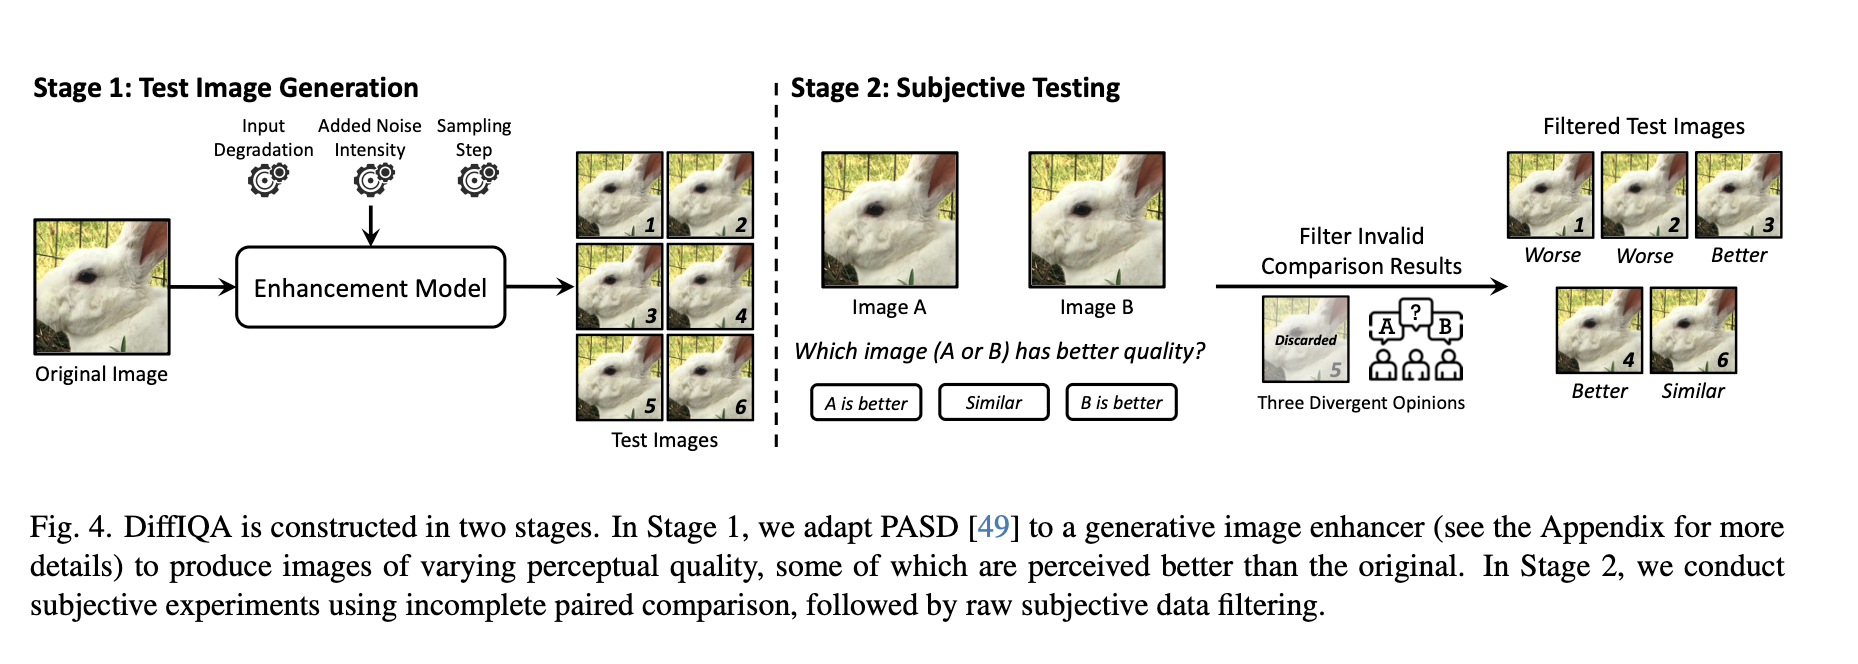 Stage 1: Test Image Generation
Input
Degradation
Added Noise
Intensity
Sampling
Step
Original Image
Enhancement Model
1
2
3
4
5
6
Test Images
Stage 2: Subjective Testing
Image A
Image B
Which image (A or B) has better quality?
A is better
Similar
B is better
Filter Invalid
Comparison Results
Discarded
5
A
?
B
Three Divergent Opinions
Filtered Test Images
1
2
3
Worse
Worse
Better
4
6
Better
Similar
Fig. 4. DiffIQA is constructed in two stages. In Stage 1, we adapt PASD [49] to a generative image enhancer (see the Appendix for more
details) to produce images of varying perceptual quality, some of which are perceived better than the original. In Stage 2, we conduct
subjective experiments using incomplete paired comparison, followed by raw subjective data filtering.